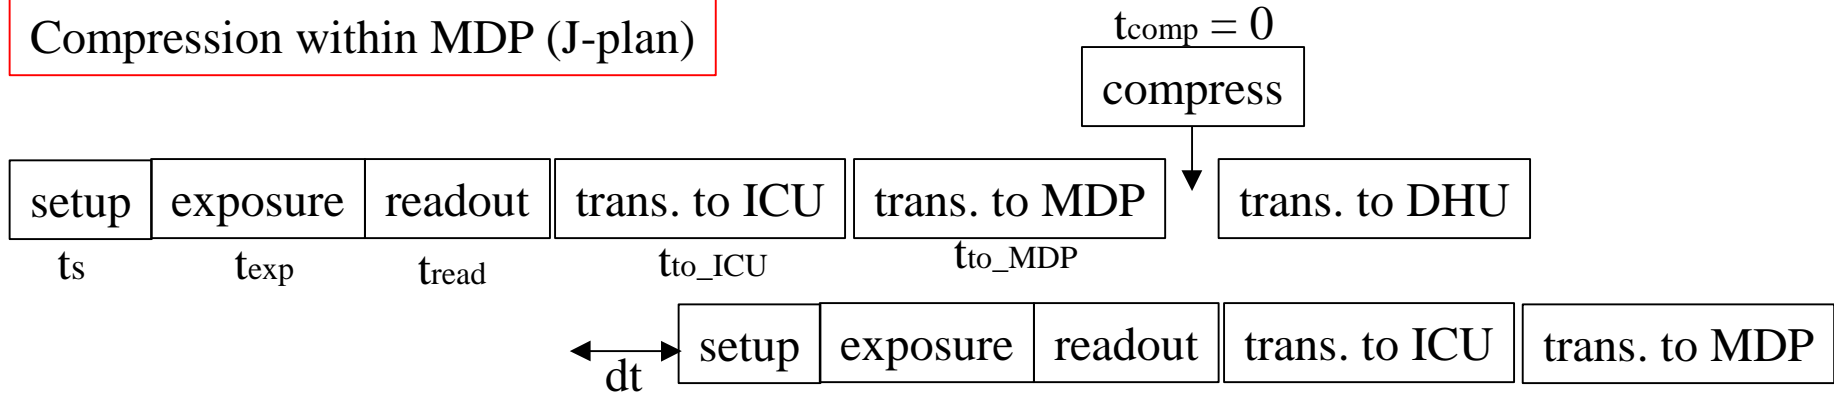 Compression within MDP (J-plan)
tcomp = 0
compress
setup exposure readout trans. to ICU trans. to MDP trans. to DHU
ts texp tread tto_ICU tto_MDP
setup exposure readout trans. to ICU trans. to MDP
dt